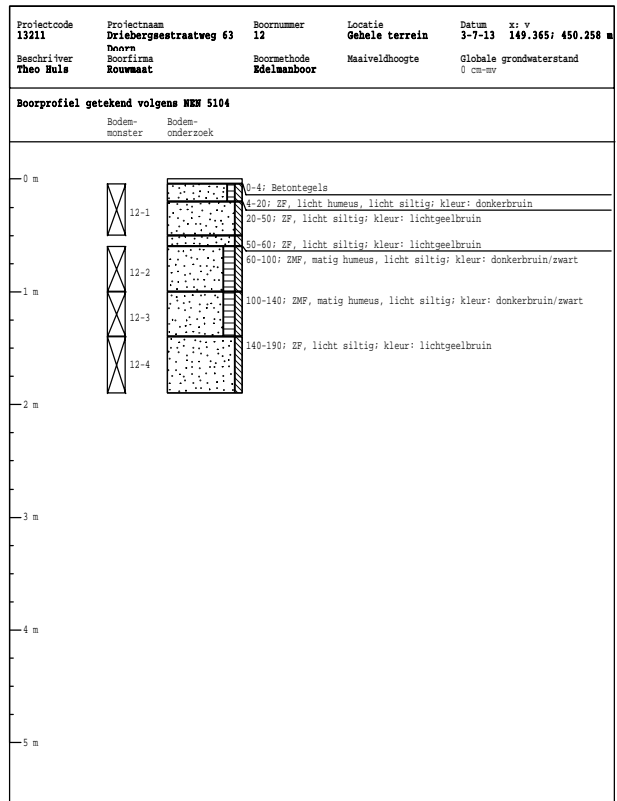 Projectcode Projectnaam Boornummer Locatie Datum x: v
13211 Driebergsestraatweg 63 12 Gehele terrein 3-7-13 149.365; 450.258 m
Doorn
Beschrijver Boorfirma Boormethode Maaiveldhoogte Globale grondwaterstand
Theo Huls Rouwmaat Edelmanboor 0 cm-mv
Boorprofiel getekend volgens NEN 5104
Bodem- Bodem-
monster onderzoek
0 m
0-4; Betontegels
4-20; ZF, licht humeus, licht siltig; kleur: donkerbruin
12-1
20-50; ZF, licht siltig; kleur: lichtgeelbruin
50-60; ZF, licht siltig; kleur: lichtgeelbruin
60-100; ZMF, matig humeus, licht siltig; kleur: donkerbruin/zwart
12-2
1 m
100-140; ZMF, matig humeus, licht siltig; kleur: donkerbruin/zwart
12-3
140-190; ZF, licht siltig; kleur: lichtgeelbruin
12-4
2 m
3 m
4 m
5 m